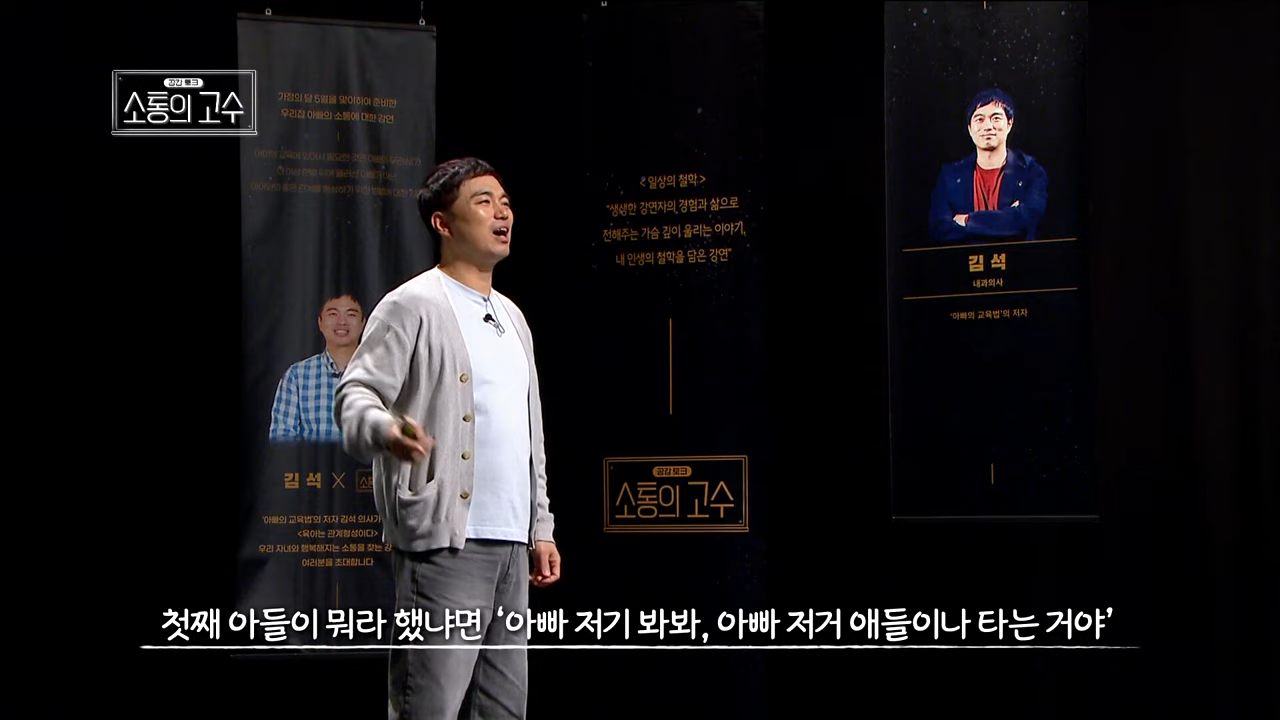 공감 토크
소통의 고수
가정의 달 5월을 맞이하여 준비한
우리집 아빠의 소통에 대한 강연
김 석 X
'아빠의 교육법'의 저자 김석 의사가
<육아는 관계형성이다>
우리 자녀와 행복해지는 소통을 찾는 강
여러분을 초대합니다
<일상의 철학>
"생생한 강연자의 경험과 삶으로
전해주는 가슴 깊이 울리는 이야기,
내 인생의 철학을 담은 강연"
공감 토크
소통의 고수
김 석
내과의사
'아빠의 교육법'의 저자
첫째 아들이 뭐라 했냐면 '아빠 저기 봐봐, 아빠 저거 애들이나 타는 거야'